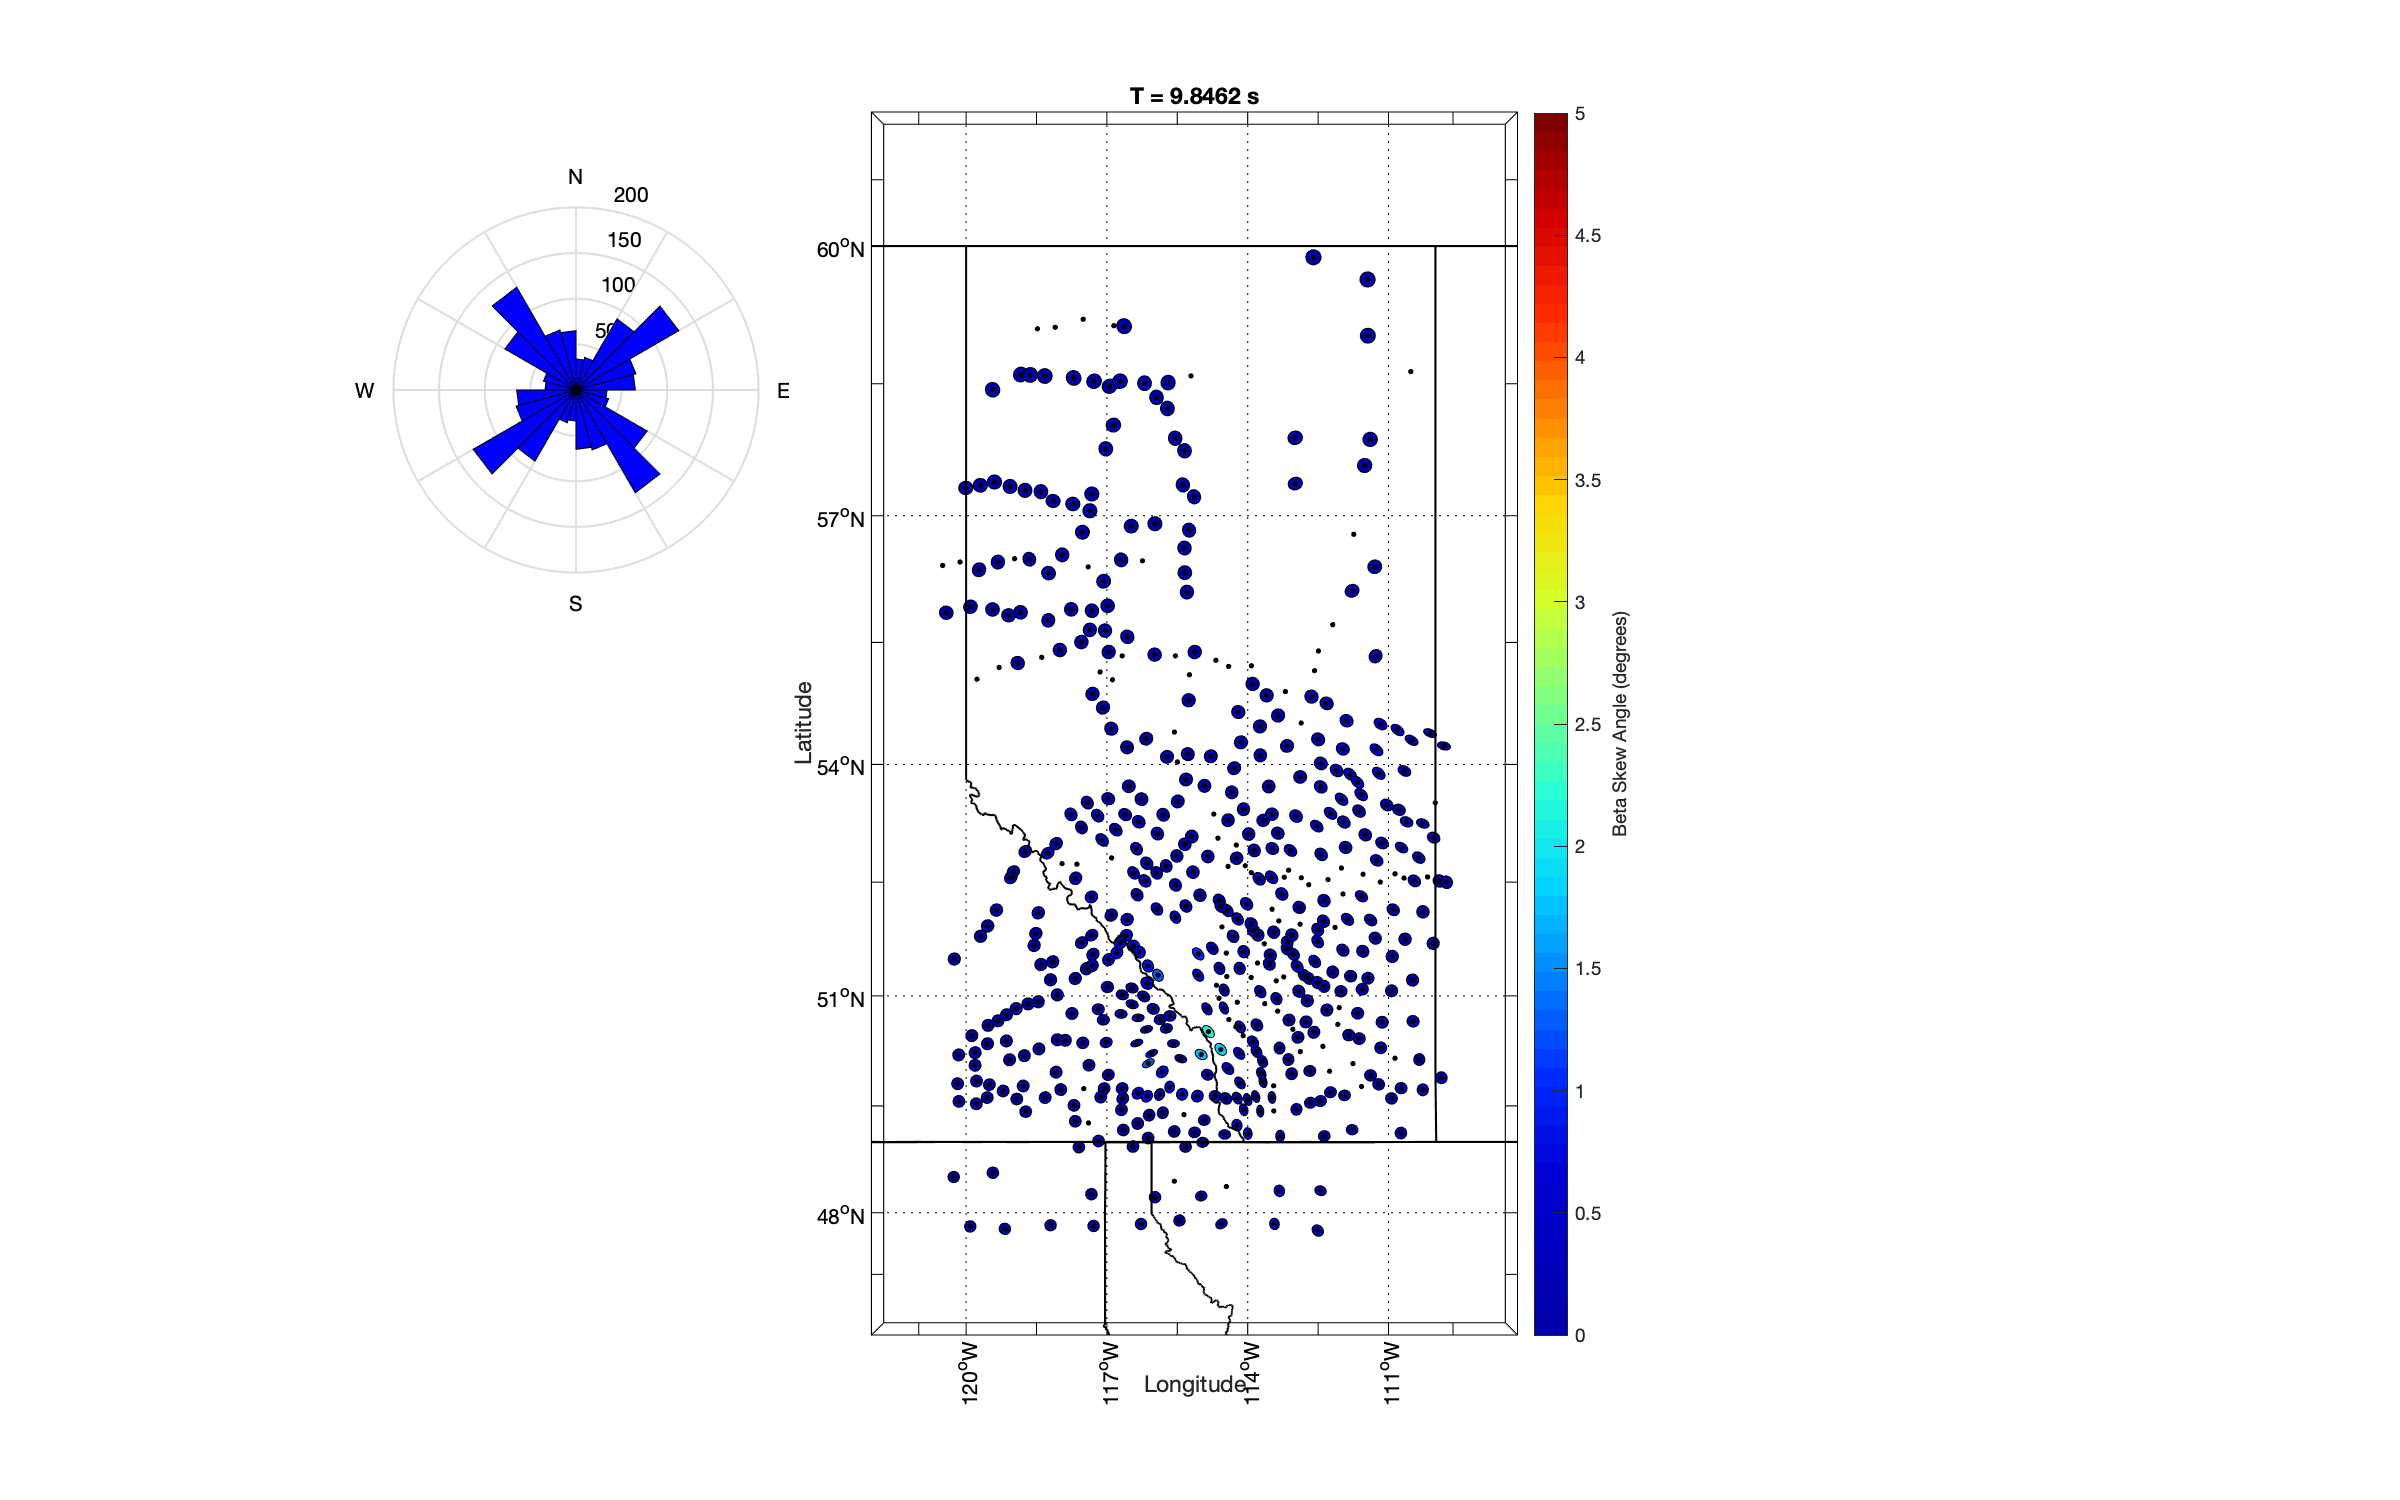 T = 9.8462 s
N
200
150
100
50
W
E
S
60°N
57°N
54°N
51°N
48°N
Latitude
120°W
117°W
114°W
111°W
Longitude
5
4.5
4
3.5
3
2.5
2
1.5
1
0.5
0
Beta Skew Angle (degrees)